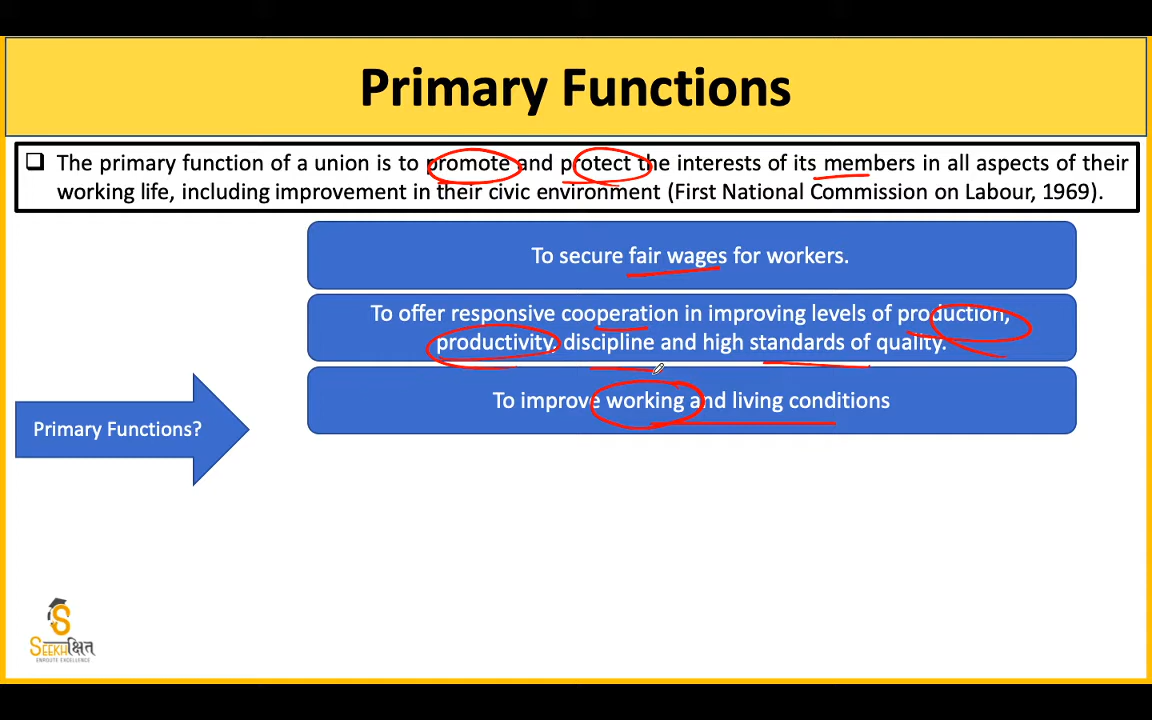 Primary Functions
The primary function of a union is to promote and protect the interests of its members in all aspects of their
working life, including improvement in their civic environment (First National Commission on Labour, 1969).
To secure fair wages for workers.
To offer responsive cooperation in improving levels of production,
productivity, discipline and high standards of quality.
To improve working and living conditions
Primary Functions?
S
SEEKHक्षित
ENROUTE EXCELLENCE